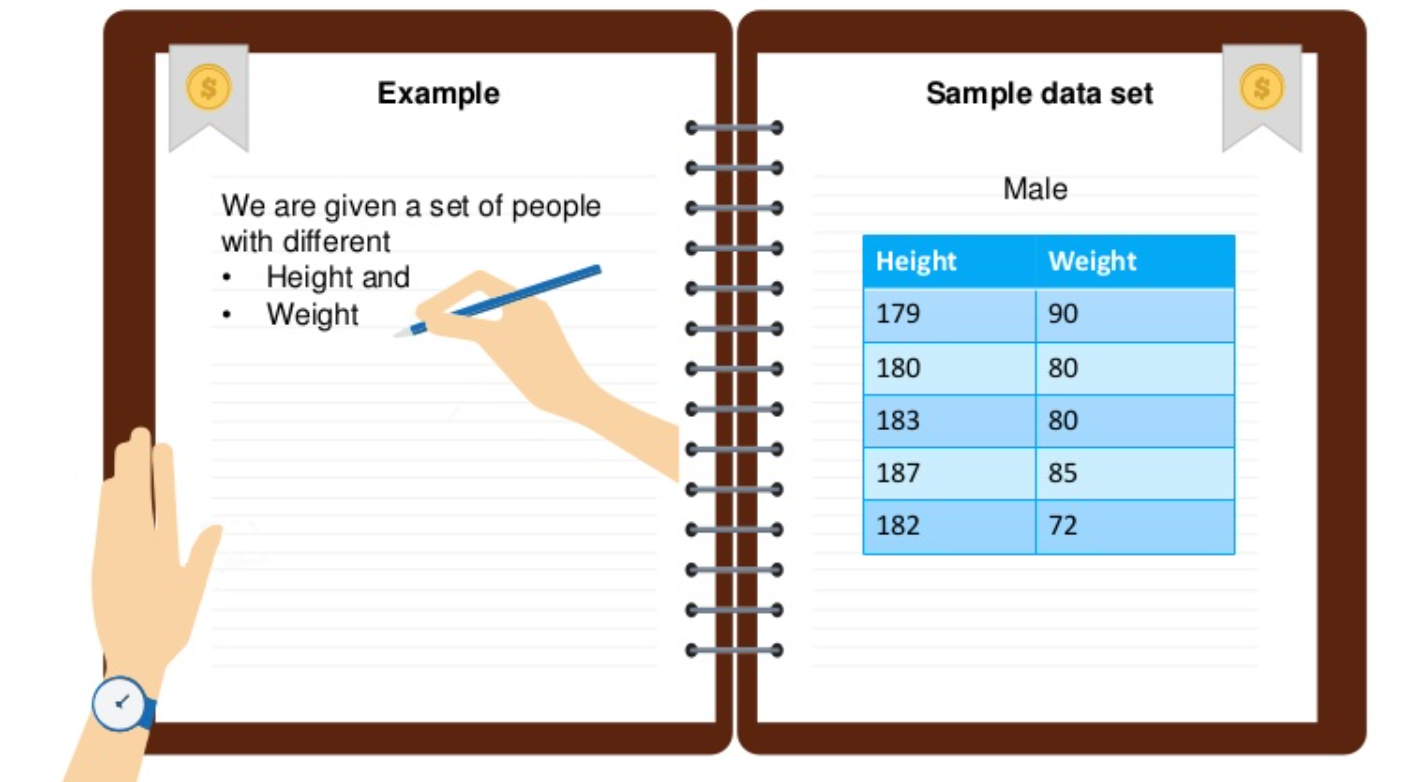 Example
We are given a set of people
with different
• Height and
• Weight
Sample data set
Male
Height Weight
179 90
180 80
183 80
187 85
182 72
$
$